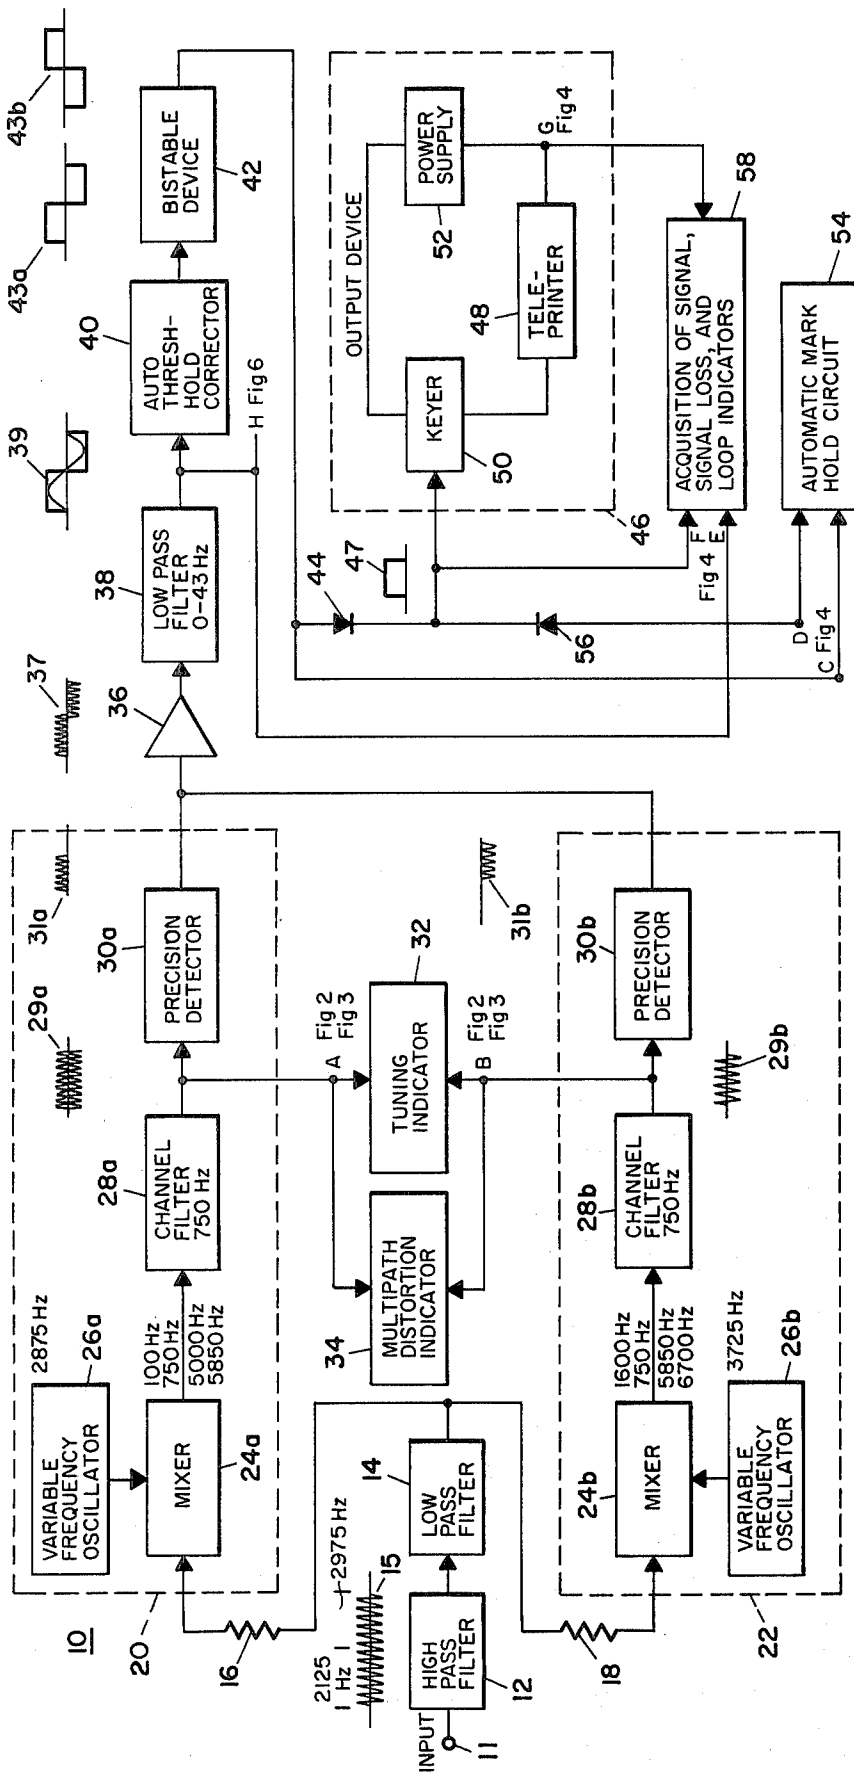 10
INPUT
11
HIGH
PASS
FILTER
12
2125
Hz
2975 Hz
15
LOW
PASS
FILTER
14
16
18
20
VARIABLE
FREQUENCY
OSCILLATOR
2875 Hz
26a
MIXER
24a
100 Hz
750 Hz
5000 Hz
5850 Hz
CHANNEL
FILTER
750 Hz
28a
29a
PRECISION
DETECTOR
30a
31a
A
Fig 2
Fig 3
TUNING
INDICATOR
32
MULTIPATH
DISTORTION
INDICATOR
34
B
Fig 2
Fig 3
22
MIXER
24b
VARIABLE
FREQUENCY
OSCILLATOR
3725 Hz
26b
1600 Hz
750 Hz
5850 Hz
6700 Hz
CHANNEL
FILTER
750 Hz
28b
29b
PRECISION
DETECTOR
30b
31b
36
37
LOW PASS
FILTER
0-43 Hz
38
39
H Fig 6
AUTO
THRESH-
HOLD
CORRECTOR
40
BISTABLE
DEVICE
42
43a
43b
44
47
56
OUTPUT DEVICE
KEYER
50
TELE-
PRINTER
48
POWER
SUPPLY
52
G
Fig 4
46
F
Fig 4
E
ACQUISITION OF SIGNAL,
SIGNAL LOSS, AND
LOOP INDICATORS
58
D
C Fig 4
AUTOMATIC MARK
HOLD CIRCUIT
54